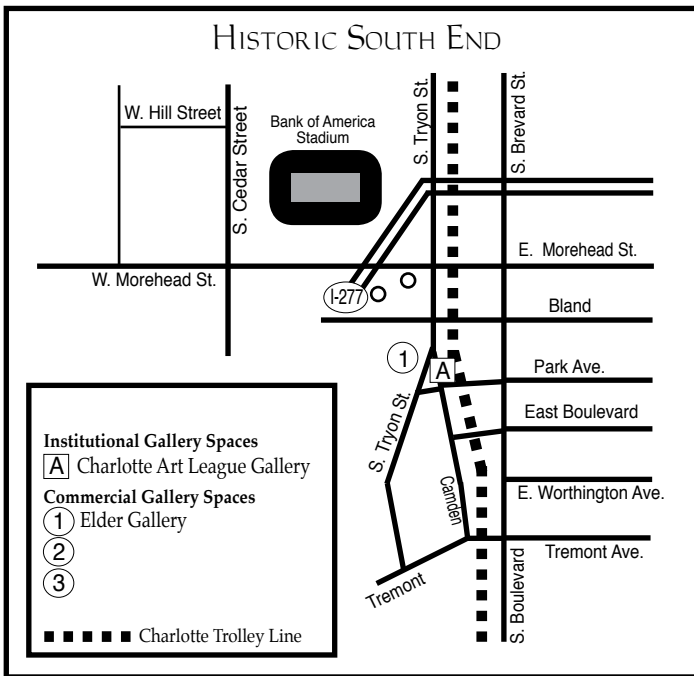 HISTORIC SOUTH END
W. Hill Street
S. Cedar Street
Bank of America
Stadium
S. Tryon St.
S. Brevard St.
W. Morehead St.
E. Morehead St.
I-277
Bland
1
A
Park Ave.
S. Tryon St.
East Boulevard
Camden
E. Worthington Ave.
Tremont
Tremont Ave.
S. Boulevard
Institutional Gallery Spaces
A Charlotte Art League Gallery
Commercial Gallery Spaces
1 Elder Gallery
2
3
Charlotte Trolley Line